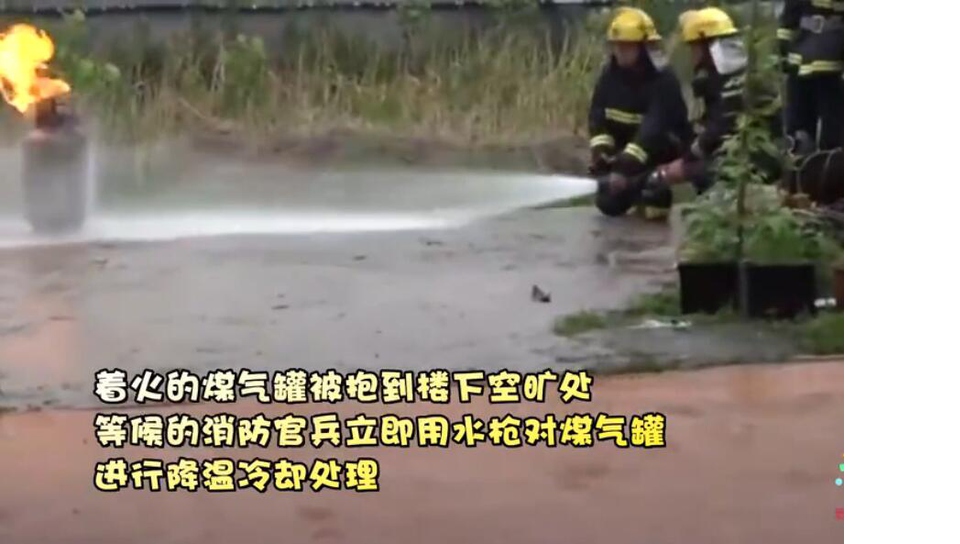 着火的煤气罐被抱到楼下空旷处
等候的消防官兵立即用水枪对煤气罐
进行降温冷却处理